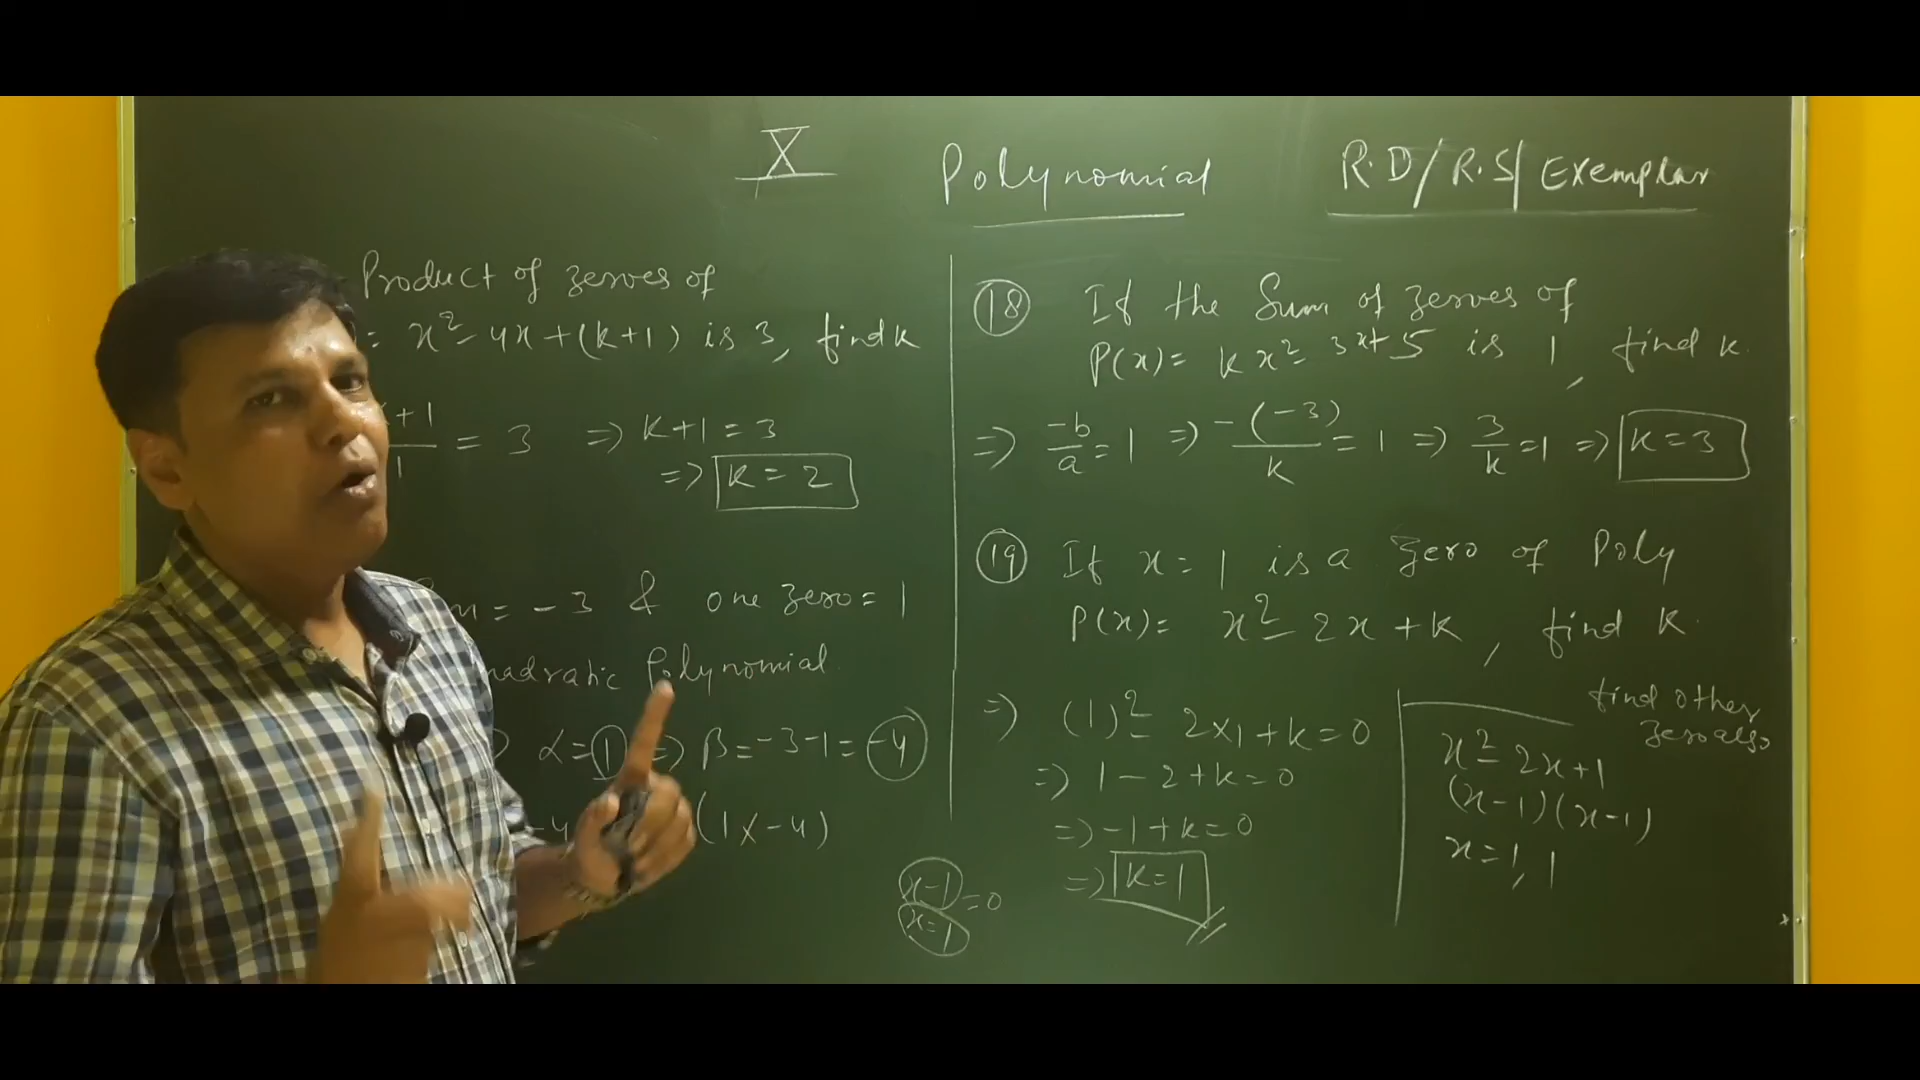 X
Polynomial
R.D/R.S/Exemplar
Product of zeroes of
= x² - 4x + (k+1) is 3, find k
+1/1 = 3 ⇒ k+1 = 3
⇒ k = 2
= -3 & one zero = 1
uadratic Polynomial.
α = 1 ⇒ β = -3-1 = -4
-4 (1x-4)
18 If the Sum of zeroes of
P(x) = kx² - 3x+5 is 1, find k.
⇒ -b/a = 1 ⇒ -(-3)/k = 1 ⇒ 3/k = 1 ⇒ k = 3
19 If x = 1 is a zero of Poly
P(x) = x² - 2x + k, find k.
find other
zero also
⇒ (1)² - 2x1 + k = 0
⇒ 1 - 2 + k = 0
⇒ -1 + k = 0
⇒ k = 1
x-1 = 0
x = 1
x² - 2x + 1
(x-1)(x-1)
x = 1, 1